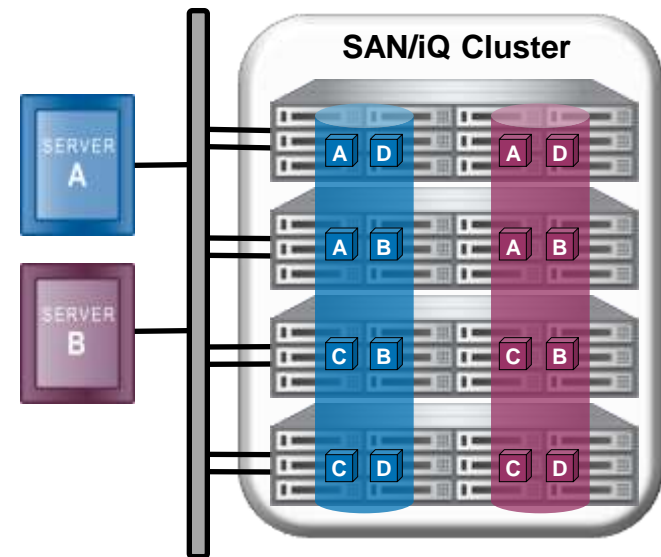 SAN/iQ Cluster
SERVER
A
SERVER
B
A D A D
A B A B
C B C B
C D C D